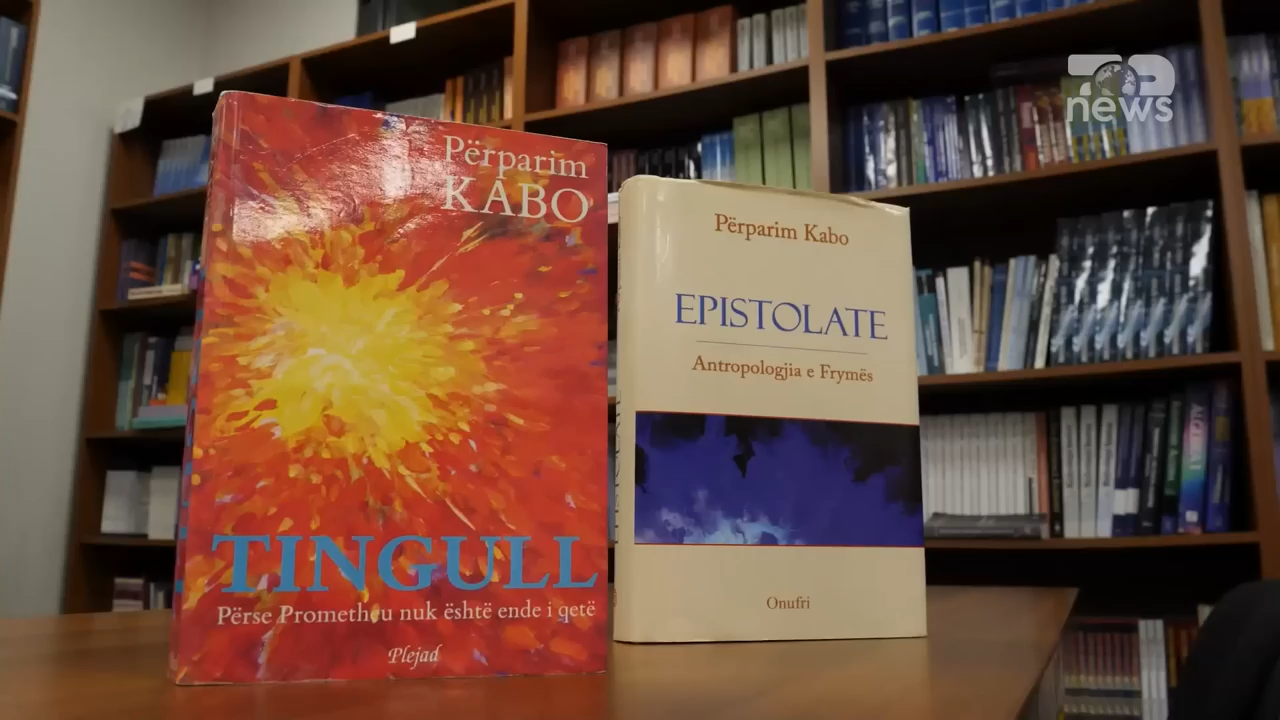 Përparim
KABO
TINGULL
Përse Prometheu nuk është ende i qetë
Plejad
Përparim Kabo
EPISTOLATE
Antropologjia e Frymës
Onufri
news